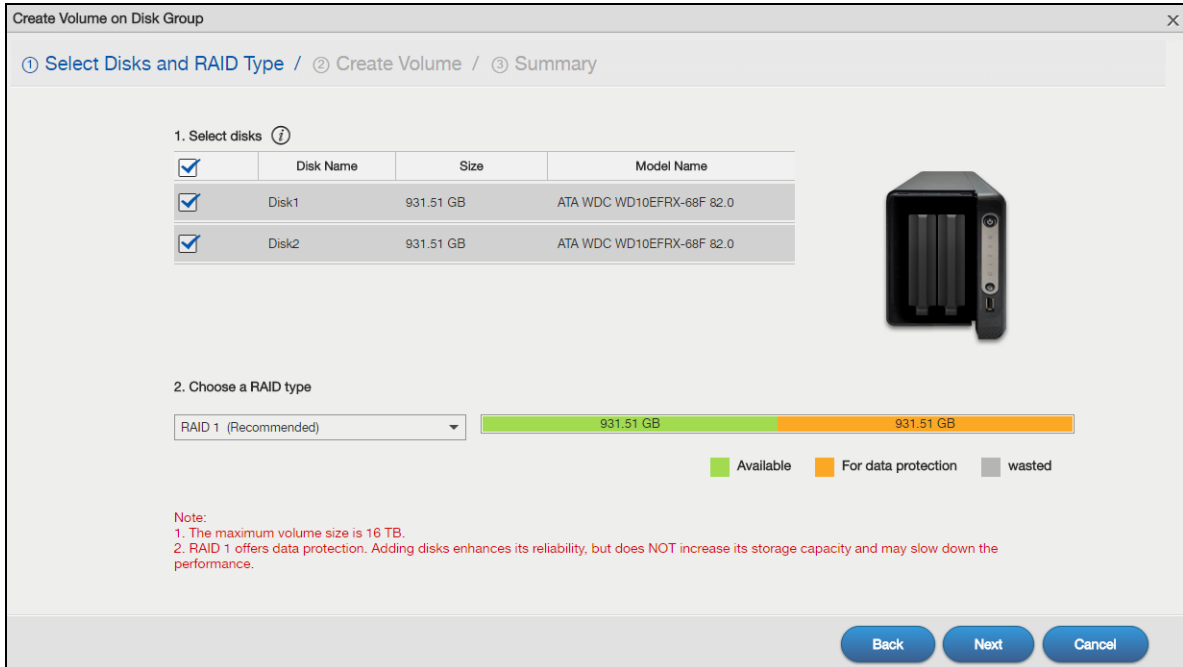 Create Volume on Disk Group
① Select Disks and RAID Type / ② Create Volume / ③ Summary
1. Select disks
Disk Name Size Model Name
Disk1 931.51 GB ATA WDC WD10EFRX-68F 82.0
Disk2 931.51 GB ATA WDC WD10EFRX-68F 82.0
2. Choose a RAID type
RAID 1 (Recommended) 931.51 GB 931.51 GB
Available For data protection wasted
Note:
1. The maximum volume size is 16 TB.
2. RAID 1 offers data protection. Adding disks enhances its reliability, but does NOT increase its storage capacity and may slow down the
performance.
Back Next Cancel